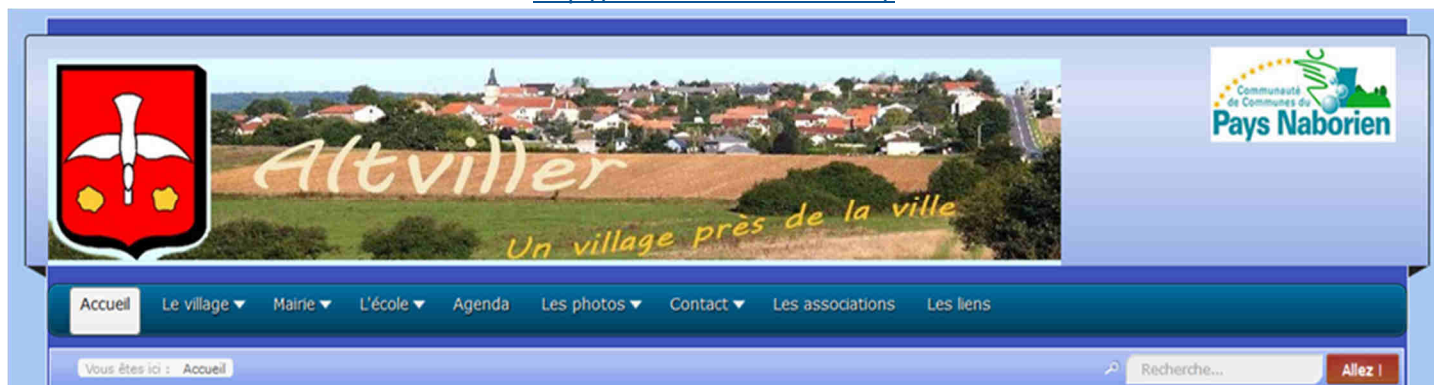 Altviller
Un village près de la ville
Communauté
de Communes du
Pays Naborien
Accueil Le village Mairie L'école Agenda Les photos Contact Les associations Les liens
Vous êtes ici : Accueil Recherche... Allez !